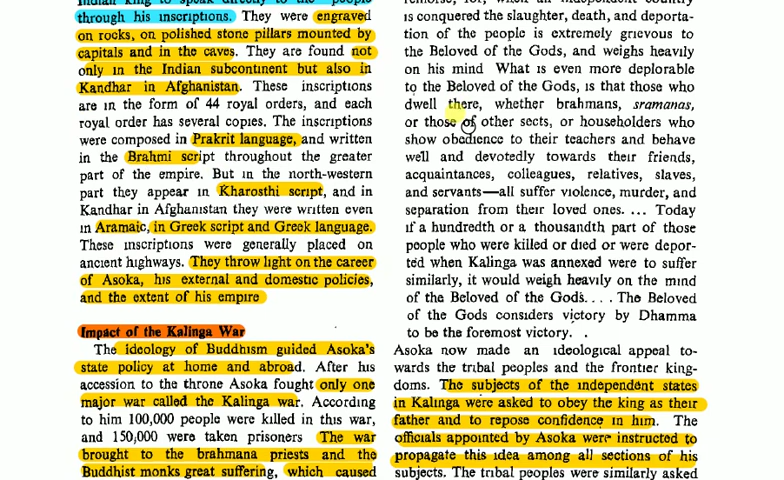 Indian king to speak directly to the people
through his inscriptions. They were engraved
on rocks, on polished stone pillars mounted by
capitals and in the caves. They are found not
only in the Indian subcontinent but also in
Kandhar in Afghanistan. These inscriptions
are in the form of 44 royal orders, and each
royal order has several copies. The inscriptions
were composed in Prakrit language, and written
in the Brahmi script throughout the greater
part of the empire. But in the north-western
part they appear in Kharosthi script, and in
Kandhar in Afghanistan they were written even
in Aramaic, in Greek script and Greek language.
These inscriptions were generally placed on
ancient highways. They throw light on the career
of Asoka, his external and domestic policies,
and the extent of his empire
Impact of the Kalinga War
The ideology of Buddhism guided Asoka's
state policy at home and abroad. After his
accession to the throne Asoka fought only one
major war called the Kalinga war. According
to him 100,000 people were killed in this war,
and 150,000 were taken prisoners The war
brought to the brahmana priests and the
Buddhist monks great suffering, which caused
remorse, for, when an independent country
is conquered the slaughter, death, and deporta-
tion of the people is extremely grievous to
the Beloved of the Gods, and weighs heavily
on his mind What is even more deplorable
to the Beloved of the Gods, is that those who
dwell there, whether brahmans, sramanas,
or those of other sects, or householders who
show obedience to their teachers and behave
well and devotedly towards their friends,
acquaintances, colleagues, relatives, slaves,
and servants—all suffer violence, murder, and
separation from their loved ones. ... Today
if a hundredth or a thousandth part of those
people who were killed or died or were depor-
ted when Kalinga was annexed were to suffer
similarly, it would weigh heavily on the mind
of the Beloved of the Gods. . . . The Beloved
of the Gods considers victory by Dhamma
to be the foremost victory. .
Asoka now made an ideological appeal to-
wards the tribal peoples and the frontier king-
doms. The subjects of the independent states
in Kalinga were asked to obey the king as their
father and to repose confidence in him. The
officials appointed by Asoka were instructed to
propagate this idea among all sections of his
subjects. The tribal peoples were similarly asked